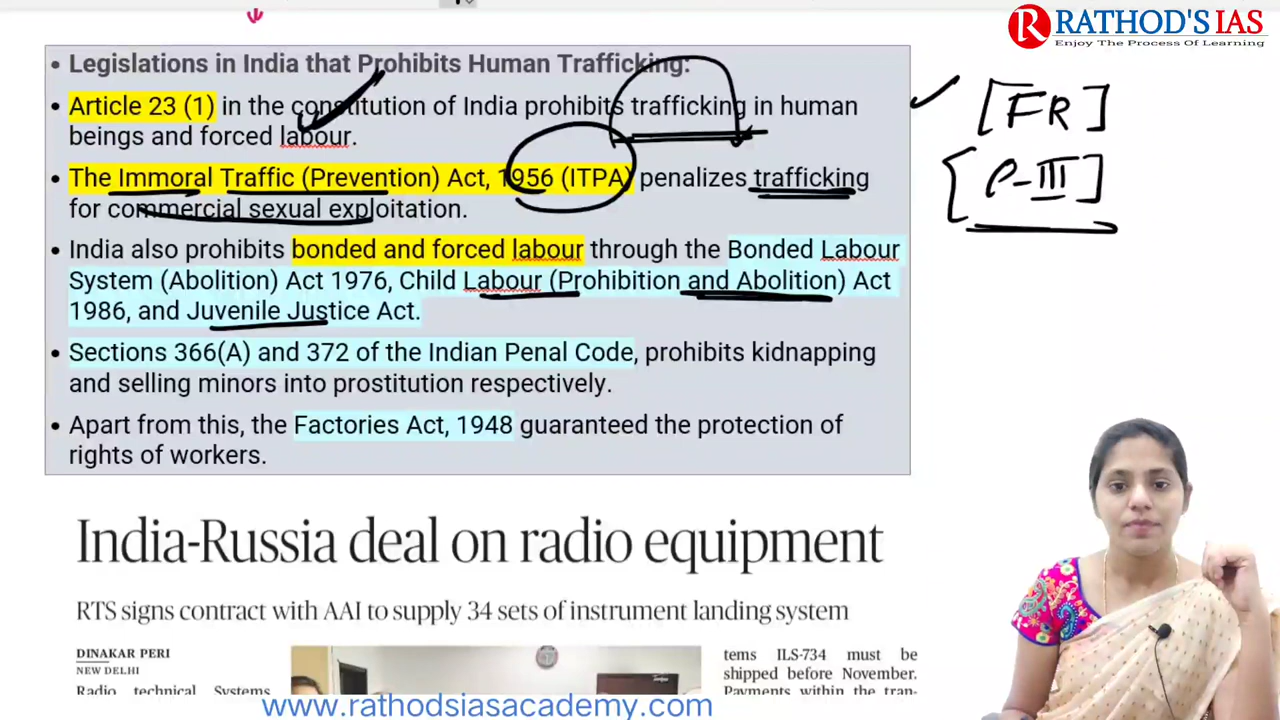 RATHOD'S IAS
Enjoy The Process Of Learning
• Legislations in India that Prohibits Human Trafficking:
• Article 23 (1) in the constitution of India prohibits trafficking in human
beings and forced labour.
• The Immoral Traffic (Prevention) Act, 1956 (ITPA) penalizes trafficking
for commercial sexual exploitation.
• India also prohibits bonded and forced labour through the Bonded Labour
System (Abolition) Act 1976, Child Labour (Prohibition and Abolition) Act
1986, and Juvenile Justice Act.
• Sections 366(A) and 372 of the Indian Penal Code, prohibits kidnapping
and selling minors into prostitution respectively.
• Apart from this, the Factories Act, 1948 guaranteed the protection of
rights of workers.
[FR]
[P-III]
India-Russia deal on radio equipment
RTS signs contract with AAI to supply 34 sets of instrument landing system
DINAKAR PERI
NEW DELHI
Radio technical Systems
tems ILS-734 must be
shipped before November.
Payments within the tran-
www.rathodsiasacademy.com